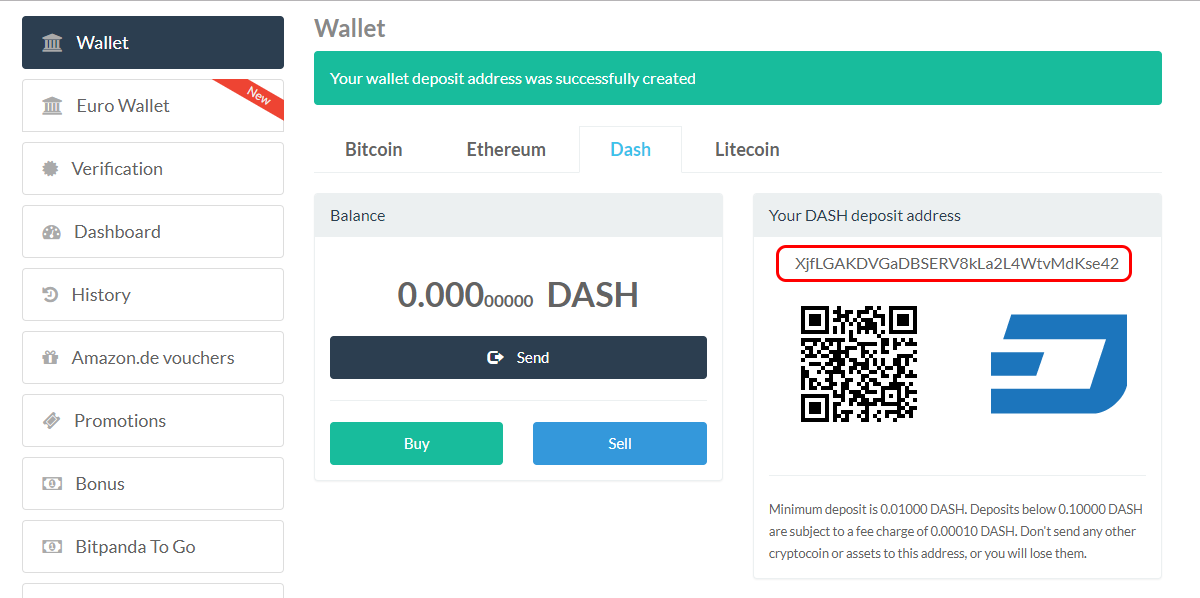 Wallet
Euro Wallet
New
Verification
Dashboard
History
Amazon.de vouchers
Promotions
Bonus
Bitpanda To Go
Wallet
Your wallet deposit address was successfully created
Bitcoin
Ethereum
Dash
Litecoin
Balance
0.00000000 DASH
Send
Buy
Sell
Your DASH deposit address
XjfLGAKDVGaDBSERV8kLa2L4WtvMdKse42
Minimum deposit is 0.01000 DASH. Deposits below 0.10000 DASH
are subject to a fee charge of 0.00010 DASH. Don't send any other
cryptocoin or assets to this address, or you will lose them.